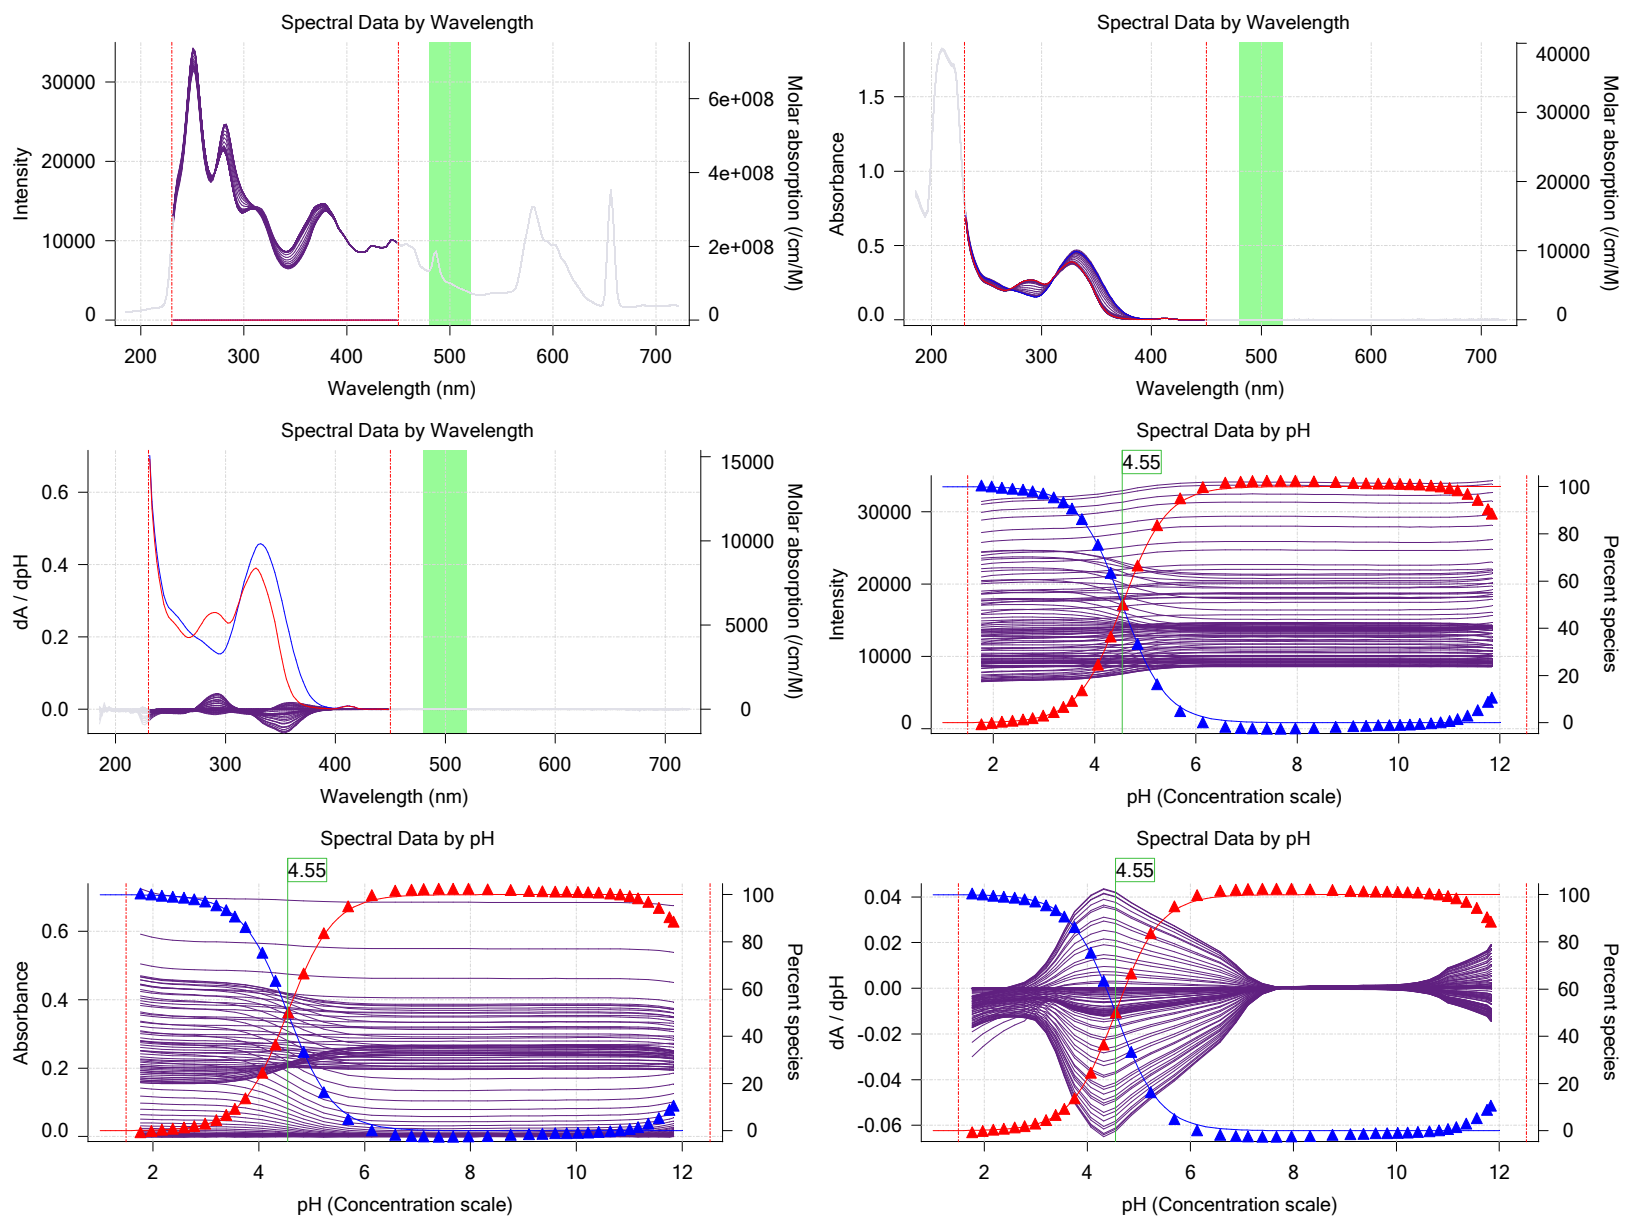 Spectral Data by Wavelength
Intensity
30000
20000
10000
0
6e+008
4e+008
2e+008
0
Molar absorption (/cm/M)
200 300 400 500 600 700
Wavelength (nm)
Spectral Data by Wavelength
Absorbance
1.5
1.0
0.5
0.0
40000
30000
20000
10000
0
Molar absorption (/cm/M)
200 300 400 500 600 700
Wavelength (nm)
Spectral Data by Wavelength
dA / dpH
0.6
0.4
0.2
0.0
15000
10000
5000
0
Molar absorption (/cm/M)
200 300 400 500 600 700
Wavelength (nm)
Spectral Data by pH
4.55
Intensity
30000
20000
10000
0
100
80
60
40
20
0
Percent species
2 4 6 8 10 12
pH (Concentration scale)
Spectral Data by pH
4.55
Absorbance
0.6
0.4
0.2
0.0
100
80
60
40
20
0
Percent species
2 4 6 8 10 12
pH (Concentration scale)
Spectral Data by pH
4.55
dA / dpH
0.04
0.02
0.00
-0.02
-0.04
-0.06
100
80
60
40
20
0
Percent species
2 4 6 8 10 12
pH (Concentration scale)